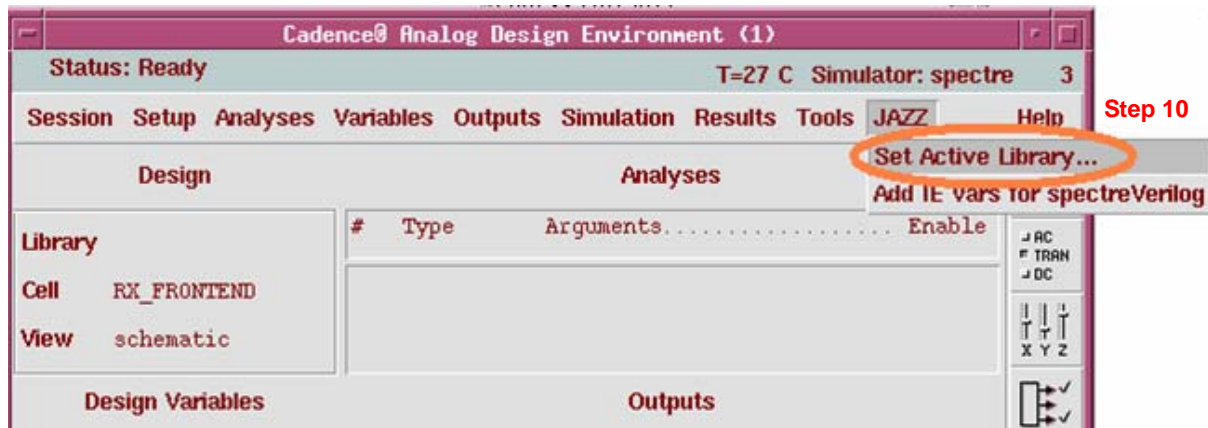 Cadence® Analog Design Environment (1)
Status: Ready T=27 C Simulator: spectre 3
Session Setup Analyses Variables Outputs Simulation Results Tools JAZZ Help
Step 10
Set Active Library...
Design Analyses
Add IE vars for spectreVerilog
# Type Arguments.................. Enable
Library
AC
TRAN
DC
Cell RX_FRONTEND
View schematic
X Y Z
Design Variables Outputs